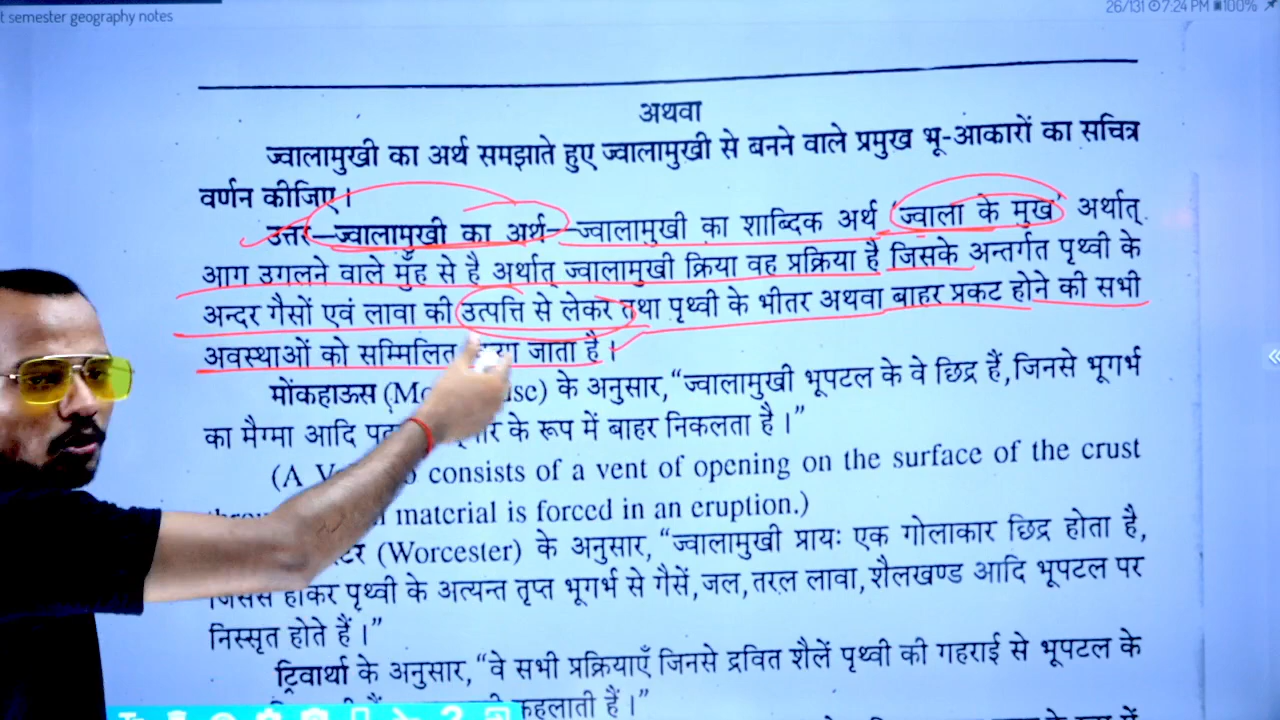 t semester geography notes
26/131 7:24 PM 100%
अथवा
ज्वालामुखी का अर्थ समझाते हुए ज्वालामुखी से बनने वाले प्रमुख भू-आकारों का सचित्र
वर्णन कीजिए।
उत्तर—ज्वालामुखी का अर्थ—ज्वालामुखी का शाब्दिक अर्थ 'ज्वाला के मुख' अर्थात्
आग उगलने वाले मुँह से है अर्थात् ज्वालामुखी क्रिया वह प्रक्रिया है जिसके अन्तर्गत पृथ्वी के
अन्दर गैसों एवं लावा की उत्पत्ति से लेकर तथा पृथ्वी के भीतर अथवा बाहर प्रकट होने की सभी
अवस्थाओं को सम्मिलित जाता है।
मोंकहाऊस के अनुसार, “ज्वालामुखी भूपटल के वे छिद्र हैं, जिनसे भूगर्भ
का मैग्मा आदि के रूप में बाहर निकलता है।”
(A consists of a vent of opening on the surface of the crust
material is forced in an eruption.)
(Worcester) के अनुसार, “ज्वालामुखी प्रायः एक गोलाकार छिद्र होता है,
जिससे होकर पृथ्वी के अत्यन्त तृप्त भूगर्भ से गैसें, जल, तरल लावा, शैलखण्ड आदि भूपटल पर
निस्सृत होते हैं।”
ट्रिवार्था के अनुसार, “वे सभी प्रक्रियाएँ जिनसे द्रवित शैलें पृथ्वी की गहराई से भूपटल के
कहलाती हैं।”